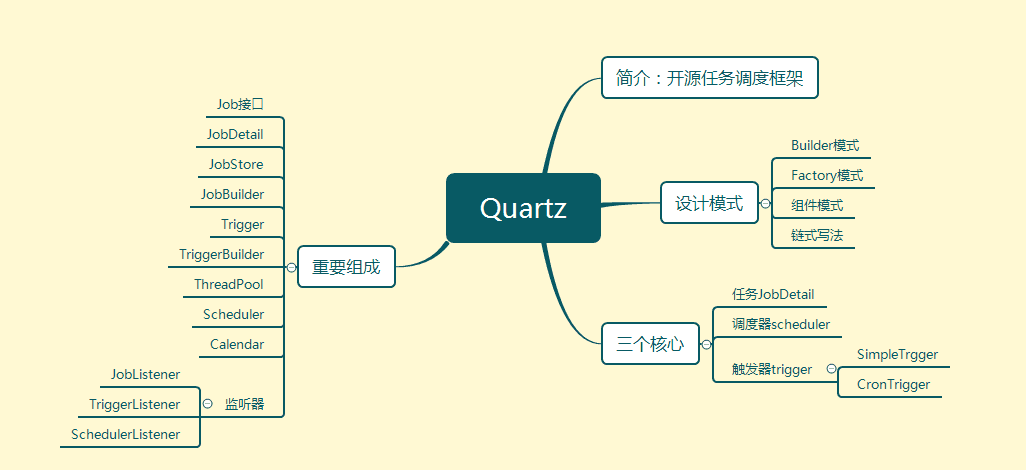 Quartz
简介：开源任务调度框架
设计模式
Builder模式
Factory模式
组件模式
链式写法
三个核心
任务JobDetail
调度器scheduler
触发器trigger
SimpleTrgger
CronTrigger
重要组成
Job接口
JobDetail
JobStore
JobBuilder
Trigger
TriggerBuilder
ThreadPool
Scheduler
Calendar
监听器
JobListener
TriggerListener
SchedulerListener